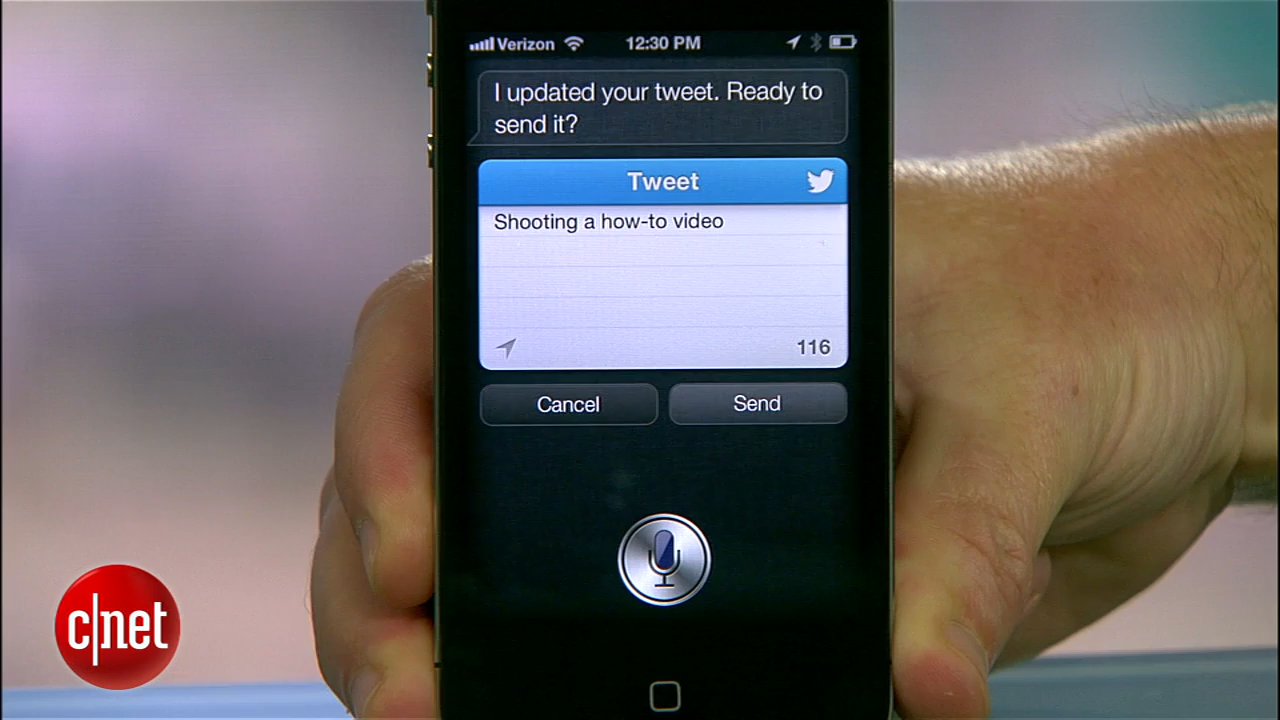 Verizon 12:30 PM
I updated your tweet. Ready to
send it?
Tweet
Shooting a how-to video
116
Cancel Send
c|net